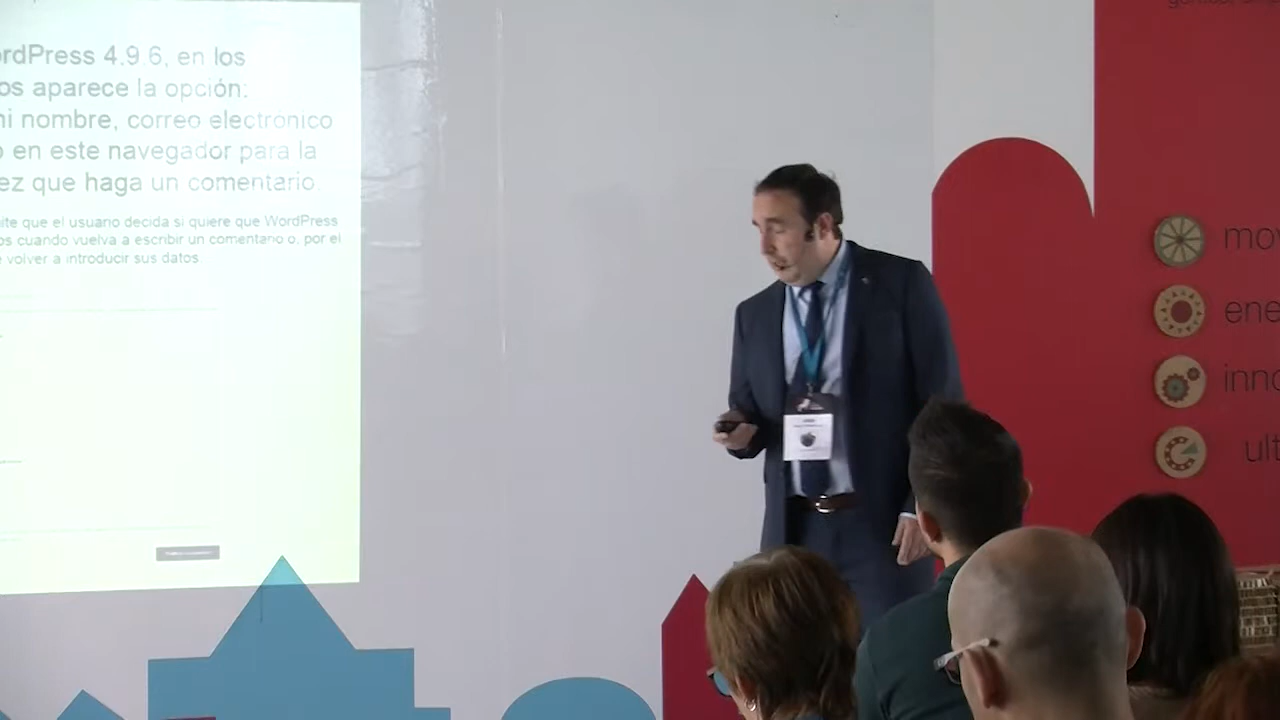 ordPress 4.9.6, en los
os aparece la opción:
ni nombre, correo electrónico
o en este navegador para la
ez que haga un comentario.
ite que el usuario decida si quiere que WordPress
os cuando vuelva a escribir un comentario o, por el
volver a introducir sus datos
mov
ene
inno
ult